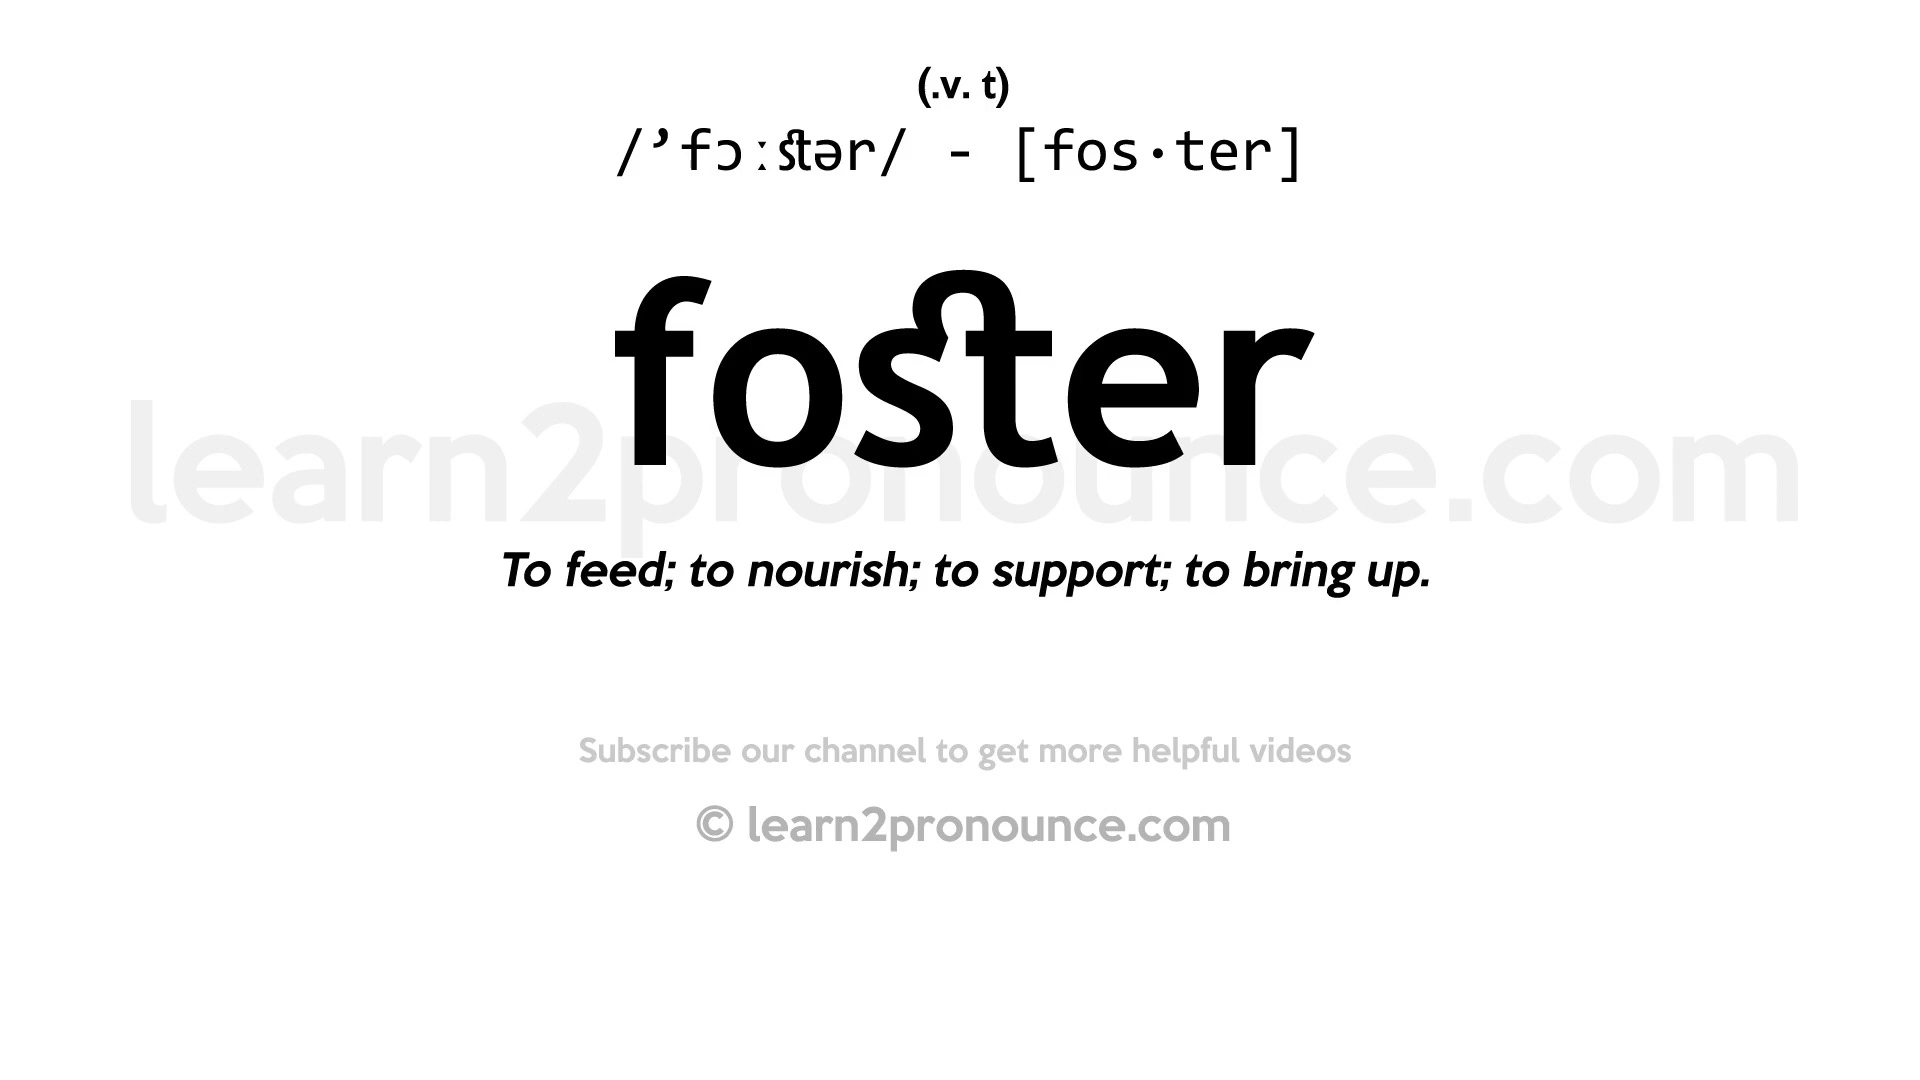 (.v. t)
/’fɔːstər/ - [fos·ter]
foster
learn2pronounce.com
To feed; to nourish; to support; to bring up.
Subscribe our channel to get more helpful videos
© learn2pronounce.com